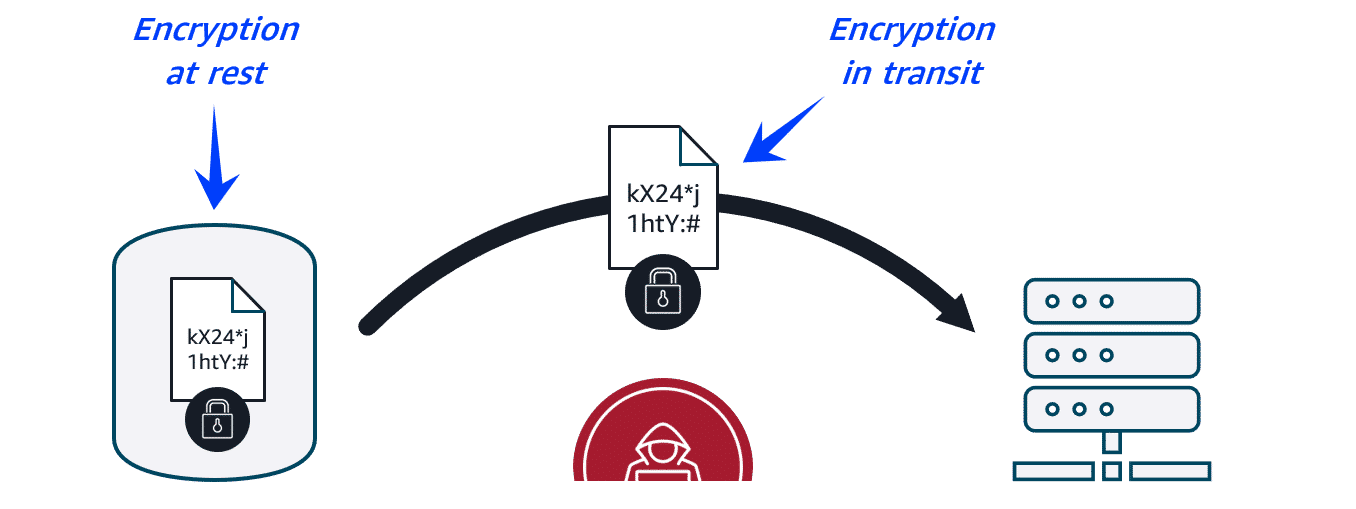 Encryption
at rest
Encryption
in transit
kX24*j
1htY:#
kX24*j
1htY:#